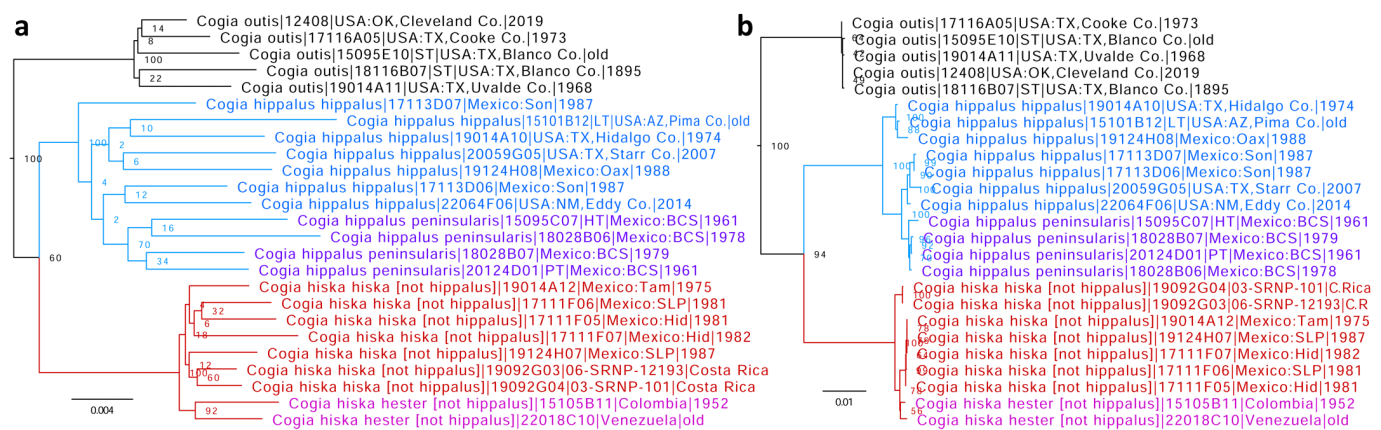 a
Cogia outis|12408|USA:OK,Cleveland Co.|2019
14
Cogia outis|17116A05|USA:TX,Cooke Co.|1973
8
Cogia outis|15095E10|ST|USA:TX,Blanco Co.|old
100
Cogia outis|18116B07|ST|USA:TX,Blanco Co.|1895
22
Cogia outis|19014A11|USA:TX,Uvalde Co.|1968
Cogia hippalus hippalus|17113D07|Mexico:Son|1987
Cogia hippalus hippalus|15101B12|LT|USA:AZ,Pima Co.|old
10
Cogia hippalus hippalus|19014A10|USA:TX,Hidalgo Co.|1974
100
2
Cogia hippalus hippalus|20059G05|USA:TX,Starr Co.|2007
100
6
Cogia hippalus hippalus|19124H08|Mexico:Oax|1988
4
Cogia hippalus hippalus|17113D06|Mexico:Son|1987
12
Cogia hippalus hippalus|22064F06|USA:NM,Eddy Co.|2014
2
Cogia hippalus peninsularis|15095C07|HT|Mexico:BCS|1961
16
Cogia hippalus peninsularis|18028B06|Mexico:BCS|1978
70
Cogia hippalus peninsularis|18028B07|Mexico:BCS|1979
60
34
Cogia hippalus peninsularis|20124D01|PT|Mexico:BCS|1961
Cogia hiska hiska [not hippalus]|19014A12|Mexico:Tam|1975
4
Cogia hiska hiska [not hippalus]|17111F06|Mexico:SLP|1981
32
Cogia hiska hiska [not hippalus]|17111F05|Mexico:Hid|1981
6
18
Cogia hiska hiska [not hippalus]|17111F07|Mexico:Hid|1982
Cogia hiska hiska [not hippalus]|19124H07|Mexico:SLP|1987
12
Cogia hiska hiska [not hippalus]|19092G03|06-SRNP-12193|Costa Rica
100
60
Cogia hiska hiska [not hippalus]|19092G04|03-SRNP-101|Costa Rica
Cogia hiska hester [not hippalus]|15105B11|Colombia|1952
92
Cogia hiska hester [not hippalus]|22018C10|Venezuela|old
0.004
b
Cogia outis|17116A05|USA:TX,Cooke Co.|1973
Cogia outis|15095E10|ST|USA:TX,Blanco Co.|old
Cogia outis|19014A11|USA:TX,Uvalde Co.|1968
Cogia outis|12408|USA:OK,Cleveland Co.|2019
49
Cogia outis|18116B07|ST|USA:TX,Blanco Co.|1895
Cogia hippalus hippalus|19014A10|USA:TX,Hidalgo Co.|1974
100
Cogia hippalus hippalus|15101B12|LT|USA:AZ,Pima Co.|old
88
Cogia hippalus hippalus|19124H08|Mexico:Oax|1988
100
Cogia hippalus hippalus|17113D07|Mexico:Son|1987
99
100
Cogia hippalus hippalus|17113D06|Mexico:Son|1987
Cogia hippalus hippalus|20059G05|USA:TX,Starr Co.|2007
100
Cogia hippalus hippalus|22064F06|USA:NM,Eddy Co.|2014
100
Cogia hippalus peninsularis|15095C07|HT|Mexico:BCS|1961
Cogia hippalus peninsularis|18028B07|Mexico:BCS|1979
94
Cogia hippalus peninsularis|20124D01|PT|Mexico:BCS|1961
Cogia hippalus peninsularis|18028B06|Mexico:BCS|1978
Cogia hiska hiska [not hippalus]|19092G04|03-SRNP-101|C.Rica
100
Cogia hiska hiska [not hippalus]|19092G03|06-SRNP-12193|C.R
Cogia hiska hiska [not hippalus]|19014A12|Mexico:Tam|1975
Cogia hiska hiska [not hippalus]|19124H07|Mexico:SLP|1987
100
Cogia hiska hiska [not hippalus]|17111F07|Mexico:Hid|1982
Cogia hiska hiska [not hippalus]|17111F06|Mexico:SLP|1981
Cogia hiska hiska [not hippalus]|17111F05|Mexico:Hid|1981
Cogia hiska hester [not hippalus]|15105B11|Colombia|1952
56
Cogia hiska hester [not hippalus]|22018C10|Venezuela|old
0.01